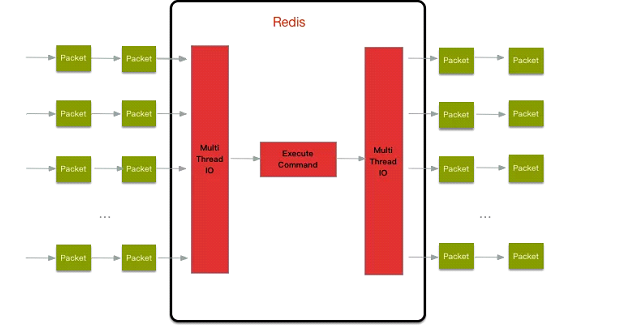 Redis
Packet Packet Packet Packet
Packet Packet Packet Packet
Multi
Thread
IO
Execute
Command
Multi
Thread
IO
Packet Packet Packet Packet
... ...
Packet Packet Packet Packet